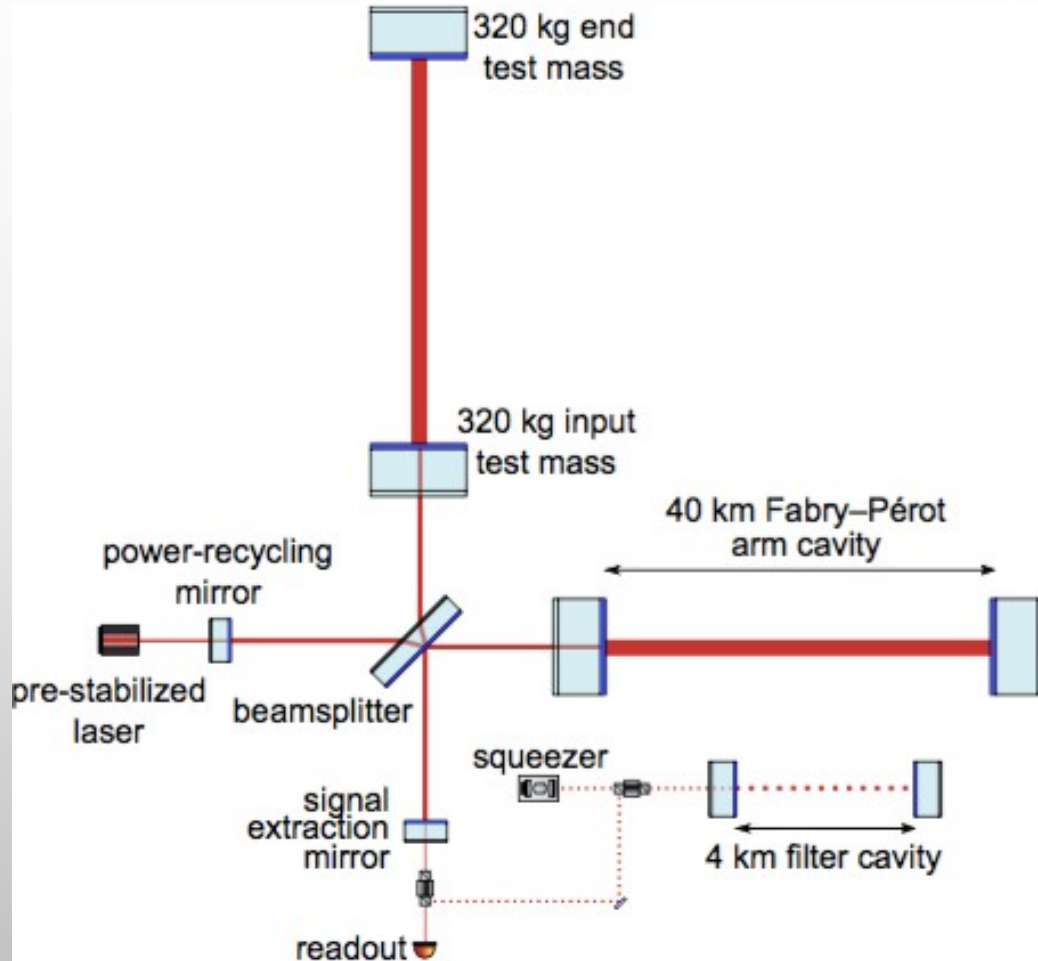 320 kg end
test mass
320 kg input
test mass
40 km Fabry–Pérot
arm cavity
power-recycling
mirror
pre-stabilized
laser
beamsplitter
squeezer
signal
extraction
mirror
4 km filter cavity
readout